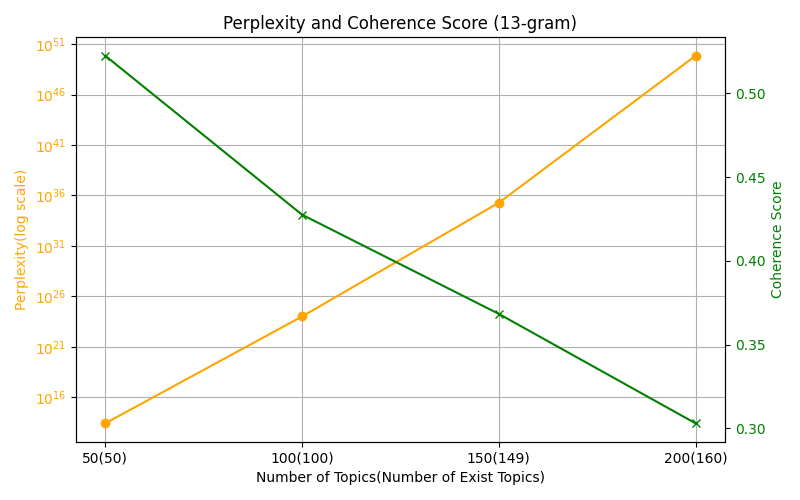 Perplexity and Coherence Score (13-gram)
10^51
10^46
10^41
10^36
10^31
10^26
10^21
10^16
Perplexity(log scale)
0.50
0.45
0.40
0.35
0.30
Coherence Score
50(50) 100(100) 150(149) 200(160)
Number of Topics(Number of Exist Topics)